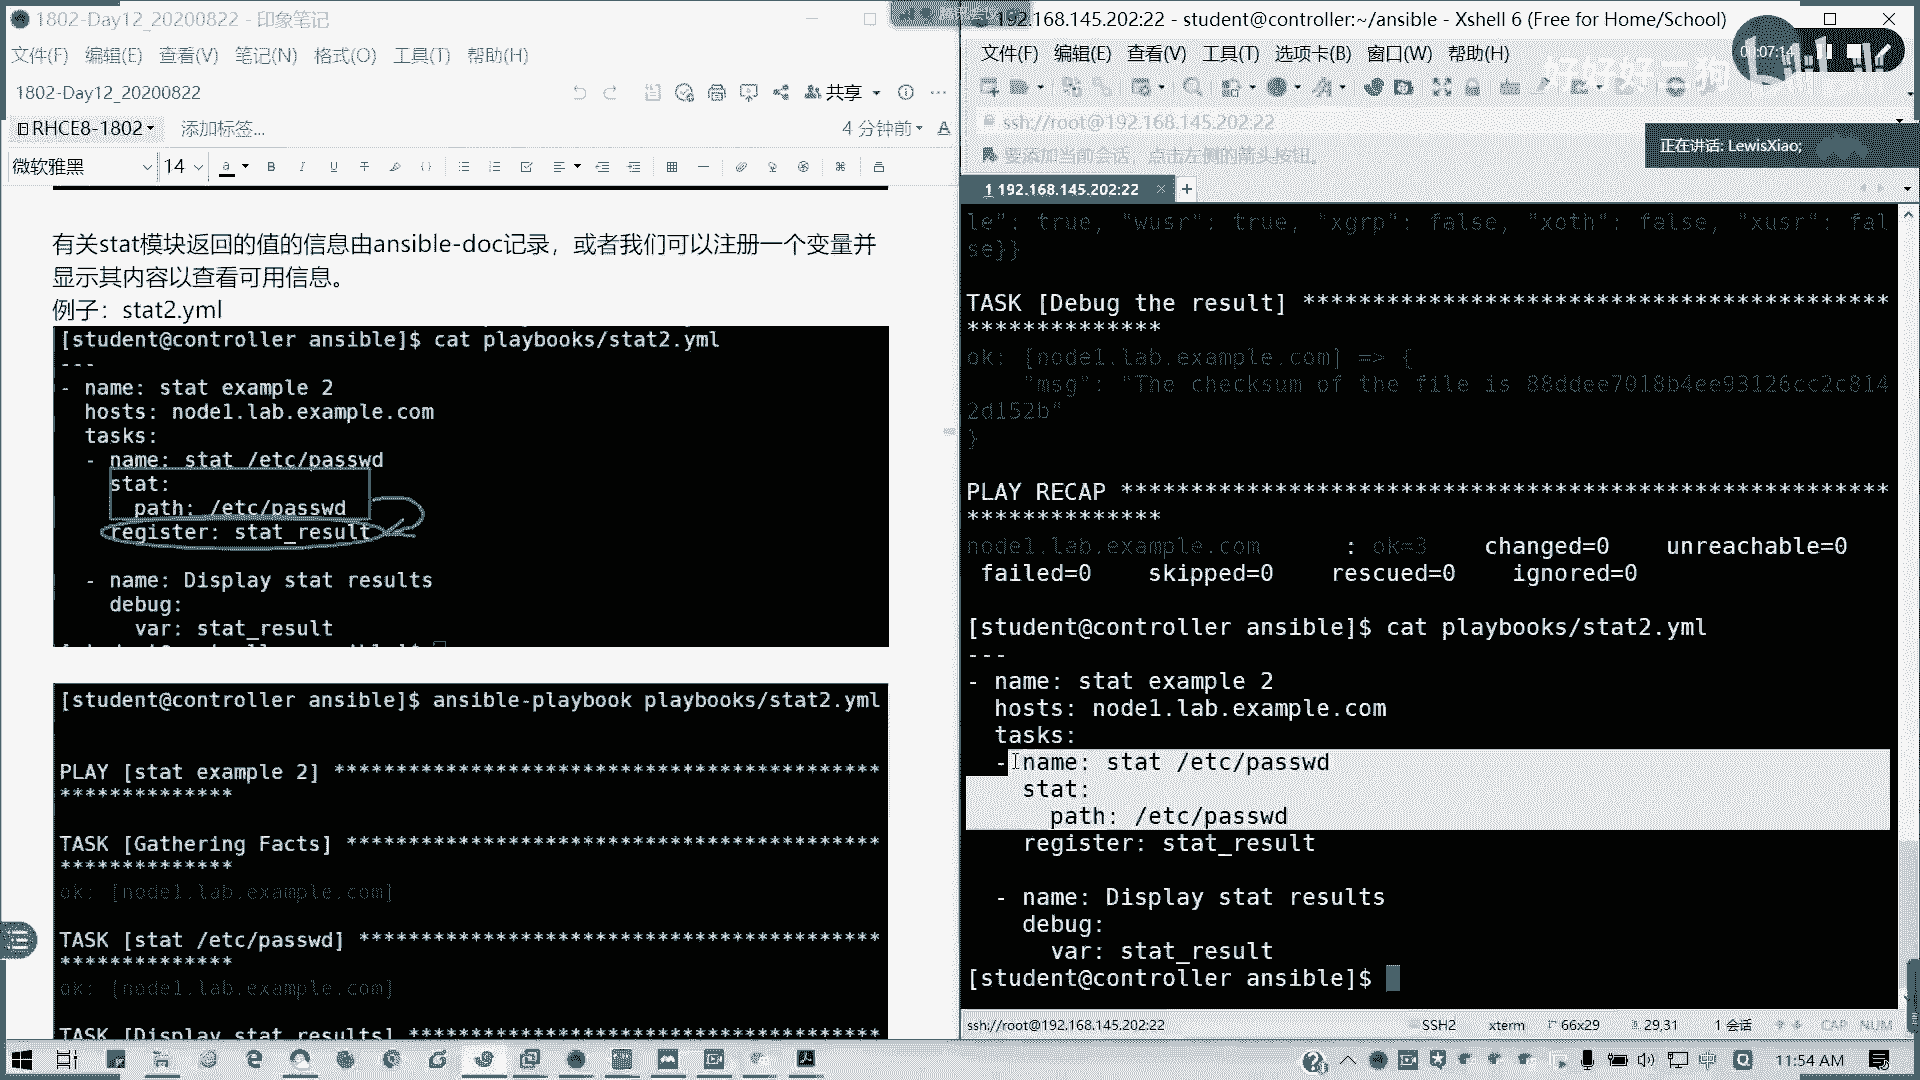 1802-Day12_20200822 - 印象笔记
文件(F) 编辑(E) 查看(V) 笔记(N) 格式(O) 工具(T) 帮助(H)
1802-Day12_20200822
共享
RHCE8-1802
添加标签...
4 分钟前
微软雅黑 14
有关stat模块返回的值的信息由ansible-doc记录，或者我们可以注册一个变量并
显示其内容以查看可用信息。
例子：stat2.yml
[student@controller ansible]$ cat playbooks/stat2.yml
---
- name: stat example 2
  hosts: node1.lab.example.com
  tasks:
  - name: stat /etc/passwd
    stat:
      path: /etc/passwd
    register: stat_result
  - name: Display stat results
    debug:
      var: stat_result
[student@controller ansible]$ ansible-playbook playbooks/stat2.yml
PLAY [stat example 2] *********************************************
**************
TASK [Gathering Facts] ********************************************
**************
ok: [node1.lab.example.com]
TASK [stat /etc/passwd] *******************************************
**************
ok: [node1.lab.example.com]
TASK [Display stat results] ***************************************
192.168.145.202:22 - student@controller:~/ansible - Xshell 6 (Free for Home/School)
文件(F) 编辑(E) 查看(V) 工具(T) 选项卡(B) 窗口(W) 帮助(H)
00:07:14
好好好二狗
ssh://root@192.168.145.202:22
要添加当前会话，点击左侧的箭头按钮。
正在讲话: LewisXiao;
1 192.168.145.202:22
le": true, "wusr": true, "xgrp": false, "xoth": false, "xusr": fal
se}}
TASK [Debug the result] *******************************************
**************
ok: [node1.lab.example.com] => {
    "msg": "The checksum of the file is 88ddee7018b4ee93126cc2c814
2d152b"
}
PLAY RECAP ********************************************************
**************
node1.lab.example.com      : ok=3    changed=0    unreachable=0
 failed=0    skipped=0    rescued=0    ignored=0
[student@controller ansible]$ cat playbooks/stat2.yml
---
- name: stat example 2
  hosts: node1.lab.example.com
  tasks:
  - name: stat /etc/passwd
    stat:
      path: /etc/passwd
    register: stat_result
  - name: Display stat results
    debug:
      var: stat_result
[student@controller ansible]$
ssh://root@192.168.145.202:22 SSH2 xterm 66x29 29,31 1 会话 CAP NUM
中 11:54 AM